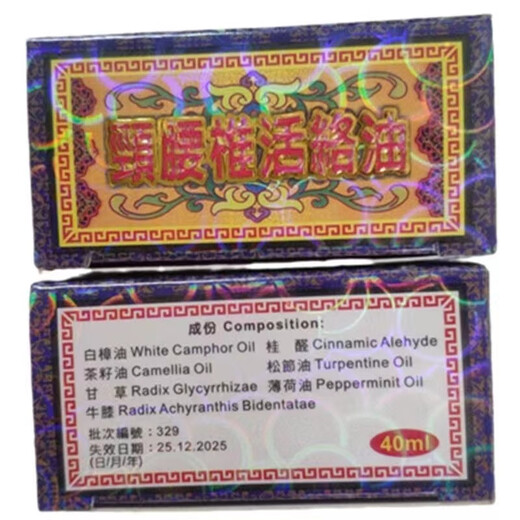 頸腰椎活絡油
成份 Composition:
白樟油 White Camphor Oil 桂 醛 Cinnamic Alehyde
茶籽油 Camellia Oil 松節油 Turpentine Oil
甘 草 Radix Glycyrrhizae 薄荷油 Pepperminit Oil
牛膝 Radix Achyranthis Bidentatae
批次編號：329
失效日期：25.12.2025
(日/月/年)
40ml